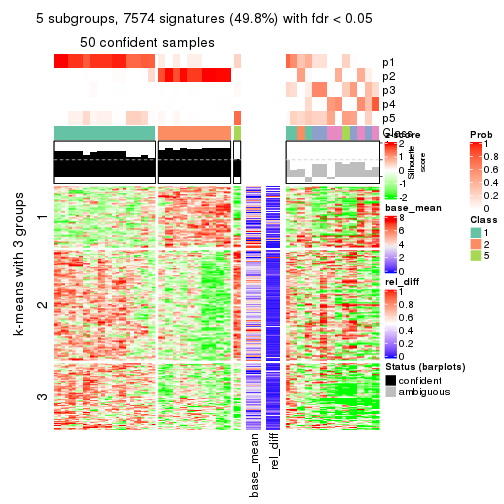 5 subgroups, 7574 signatures (49.8%) with fdr < 0.05
50 confident samples
p1
p2
p3
p4
p5
Class
Silhouette
score
k-means with 3 groups
1
2
3
base_mean
rel_diff
z-score
2
1
0
-1
-2
base_mean
8
6
4
2
0
rel_diff
1
0.8
0.6
0.4
0.2
0
Status (barplots)
confident
ambiguous
Prob
1
0.8
0.6
0.4
0.2
0
Class
1
2
5